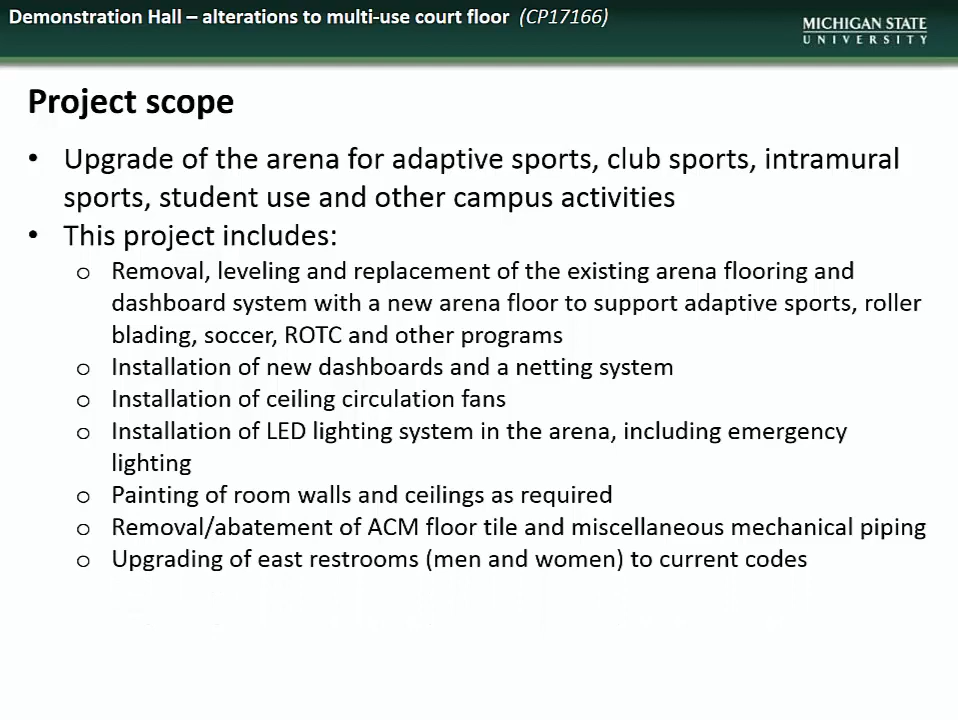 Demonstration Hall – alterations to multi-use court floor (CP17166)
MICHIGAN STATE
UNIVERSITY
Project scope
• Upgrade of the arena for adaptive sports, club sports, intramural
sports, student use and other campus activities
• This project includes:
o Removal, leveling and replacement of the existing arena flooring and
dashboard system with a new arena floor to support adaptive sports, roller
blading, soccer, ROTC and other programs
o Installation of new dashboards and a netting system
o Installation of ceiling circulation fans
o Installation of LED lighting system in the arena, including emergency
lighting
o Painting of room walls and ceilings as required
o Removal/abatement of ACM floor tile and miscellaneous mechanical piping
o Upgrading of east restrooms (men and women) to current codes